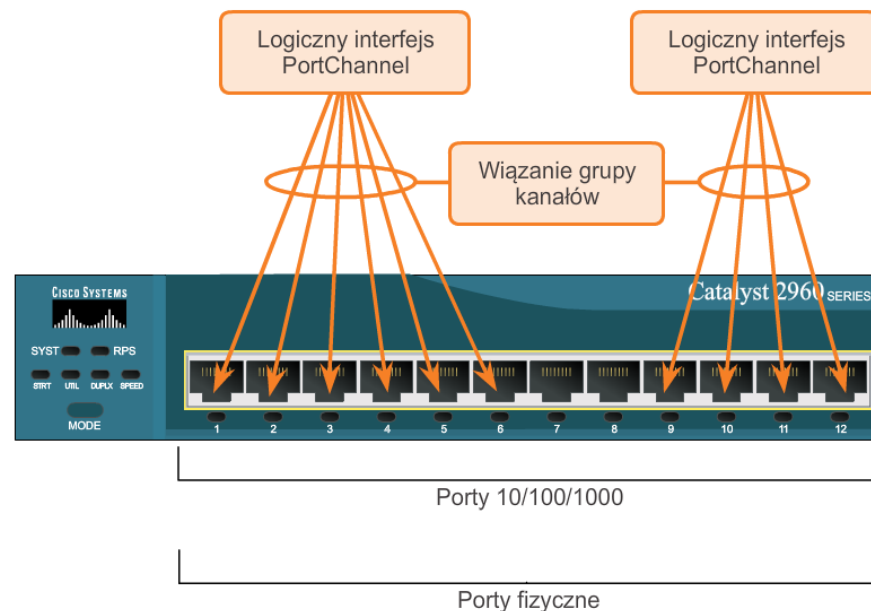 Logiczny interfejs
PortChannel
Logiczny interfejs
PortChannel
Wiązanie grupy
kanałów
CISCO SYSTEMS
Catalyst 2960 SERIES
SYST RPS
STRT UTIL DUPLX SPEED
MODE
1 2 3 4 5 6 7 8 9 10 11 12
Porty 10/100/1000
Porty fizyczne